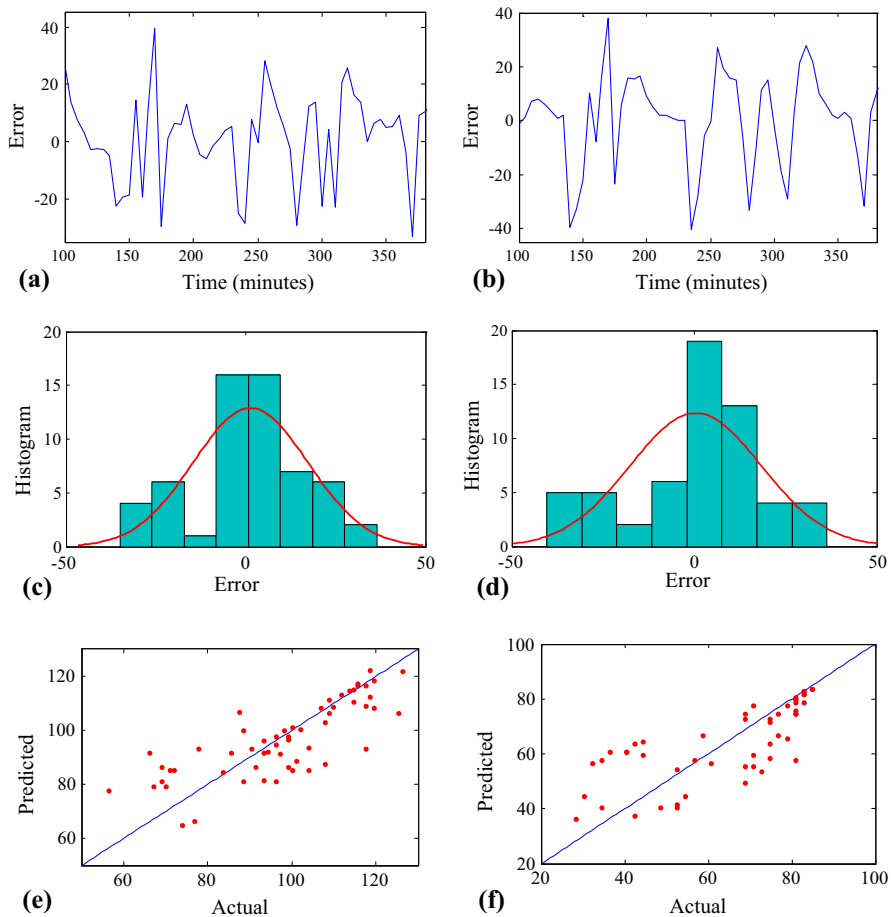 40
20
0
-20
Error
100 150 200 250 300 350
Time (minutes)
(a)
40
20
0
-20
-40
Error
100 150 200 250 300 350
Time (minutes)
(b)
20
15
10
5
0
Histogram
-50 0 50
Error
(c)
20
15
10
5
0
Histogram
-50 0 50
Error
(d)
120
100
80
60
Predicted
60 80 100 120
Actual
(e)
100
80
60
40
20
Predicted
20 40 60 80 100
Actual
(f)